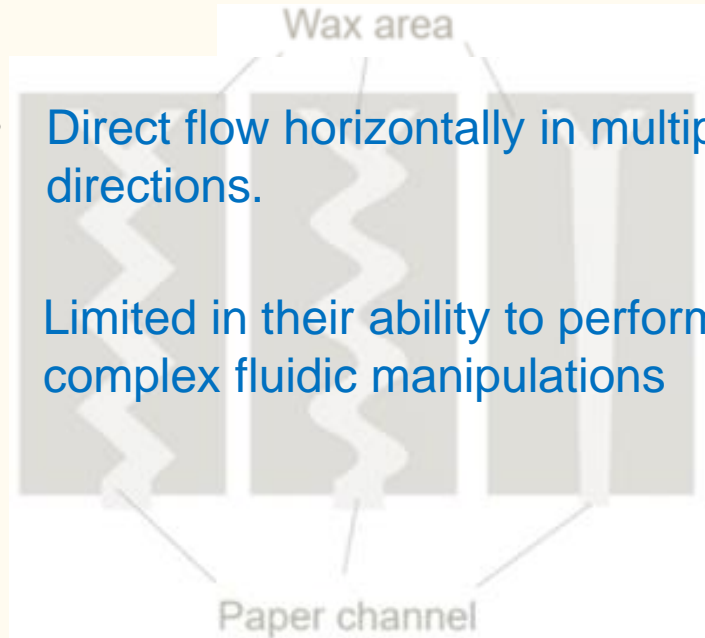 Wax area
Direct flow horizontally in multip
directions.
Limited in their ability to perform
complex fluidic manipulations
Paper channel